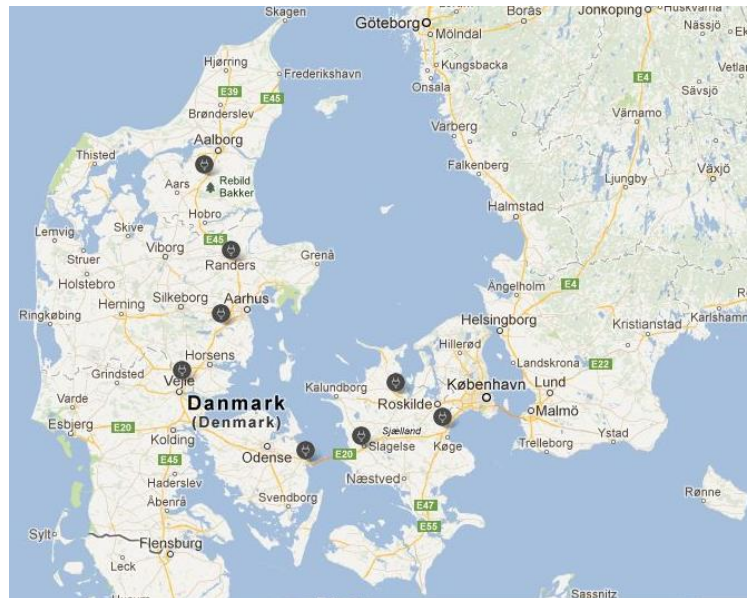 Skagen
Göteborg
Borås
Jönköping
Mölndal
Nässjö
Hjørring
E39
Frederikshavn
Kungsbacka
E4
Onsala
Sävsjö
E45
Brønderslev
Värnamo
Aalborg
Varberg
Thisted
Falkenberg
Växjö
Aars
Rebild
Bakker
Ljungby
Hobro
Halmstad
Lemvig
Skive
E45
Struer
Viborg
Randers
Grenå
Holstebro
E4
Ängelholm
Silkeborg
Herning
Aarhus
Ringkøbing
Helsingborg
Kristianstad
Karlshamn
Hillerød
Horsens
Landskrona
E22
Grindsted
Vejle
Kalundborg
København
Lund
Varde
Danmark
(Denmark)
Roskilde
Malmö
Esbjerg
E20
Sjælland
Kolding
Slagelse
Køge
Trelleborg
Ystad
Odense
E20
E45
Haderslev
Næstved
Svendborg
Rønne
Åbenrå
E47
Sylt
E55
Flensburg
Leck
Sassnitz